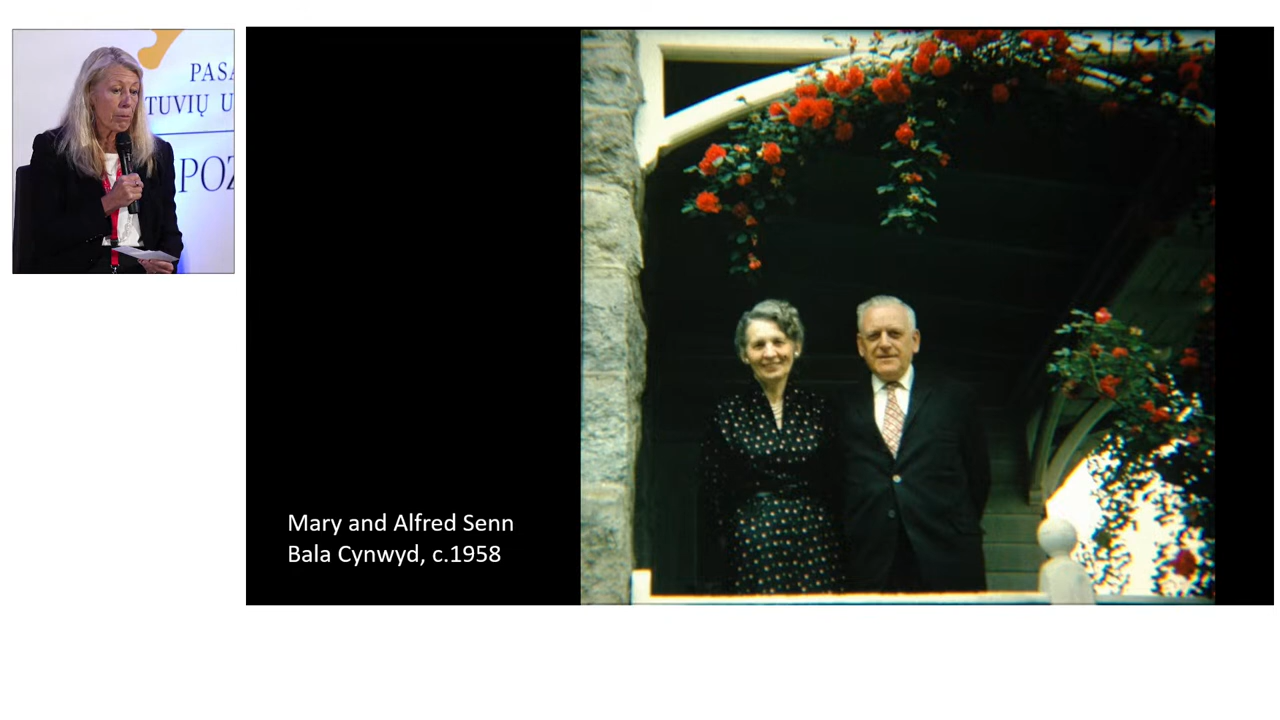 PASA
TUVIŲ U
POZ
Mary and Alfred Senn
Bala Cynwyd, c.1958